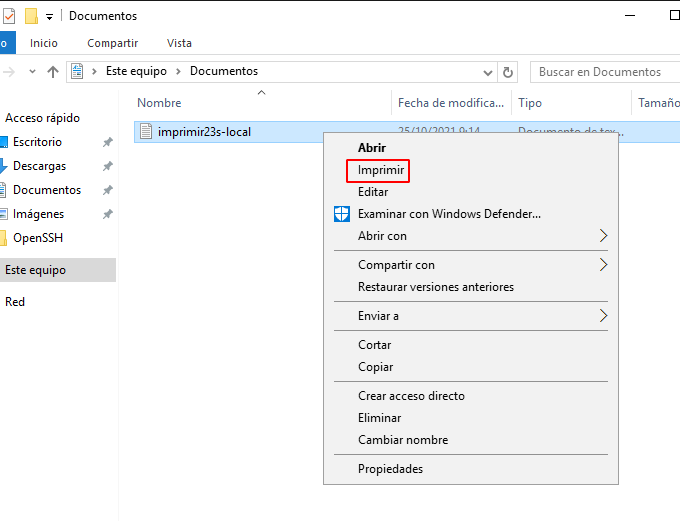 Documentos
o Inicio Compartir Vista
Este equipo Documentos Buscar en Documentos
Nombre Fecha de modifica... Tipo Tamaño
Acceso rápido
Escritorio
Descargas
Documentos
Imágenes
OpenSSH
Este equipo
Red
imprimir23s-local 25/10/2021 9:14 Documento de tex...
Abrir
Imprimir
Editar
Examinar con Windows Defender...
Abrir con
Compartir con
Restaurar versiones anteriores
Enviar a
Cortar
Copiar
Crear acceso directo
Eliminar
Cambiar nombre
Propiedades